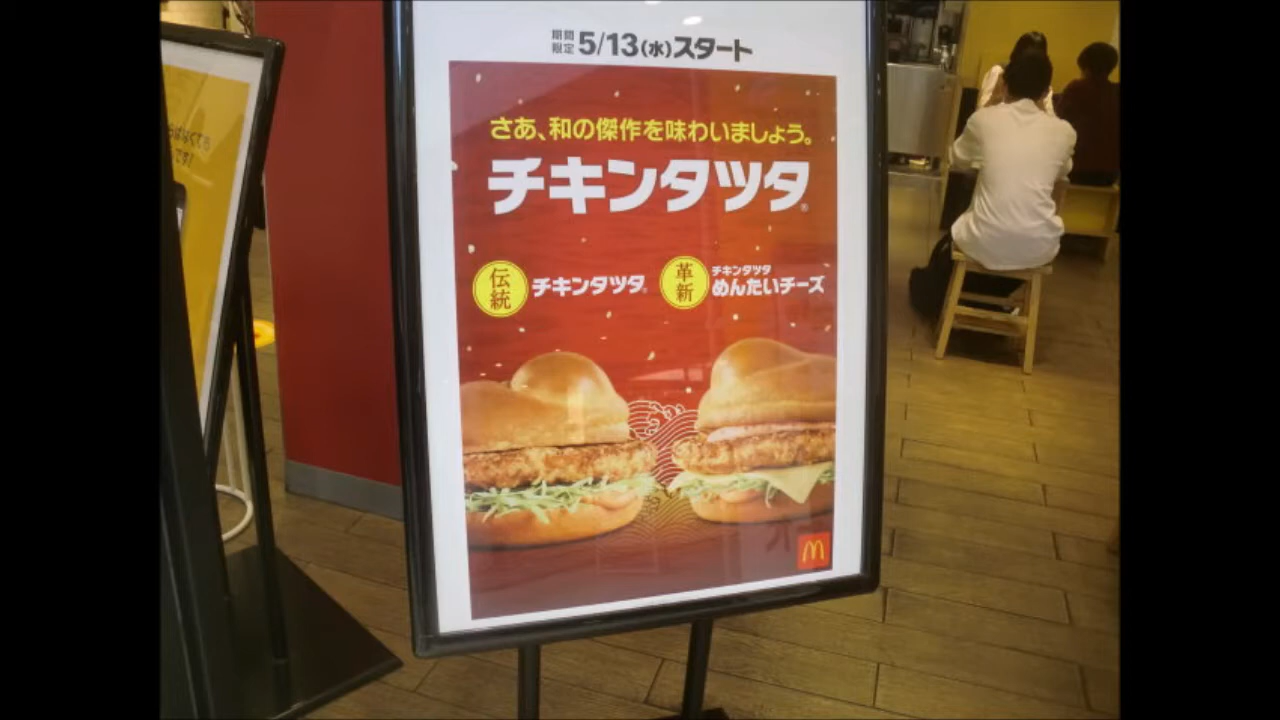 期間限定 5/13(水)スタート
さあ、和の傑作を味わいましょう。
チキンタツタ®
伝統 チキンタツタ®
革新 チキンタツタ めんたいチーズ